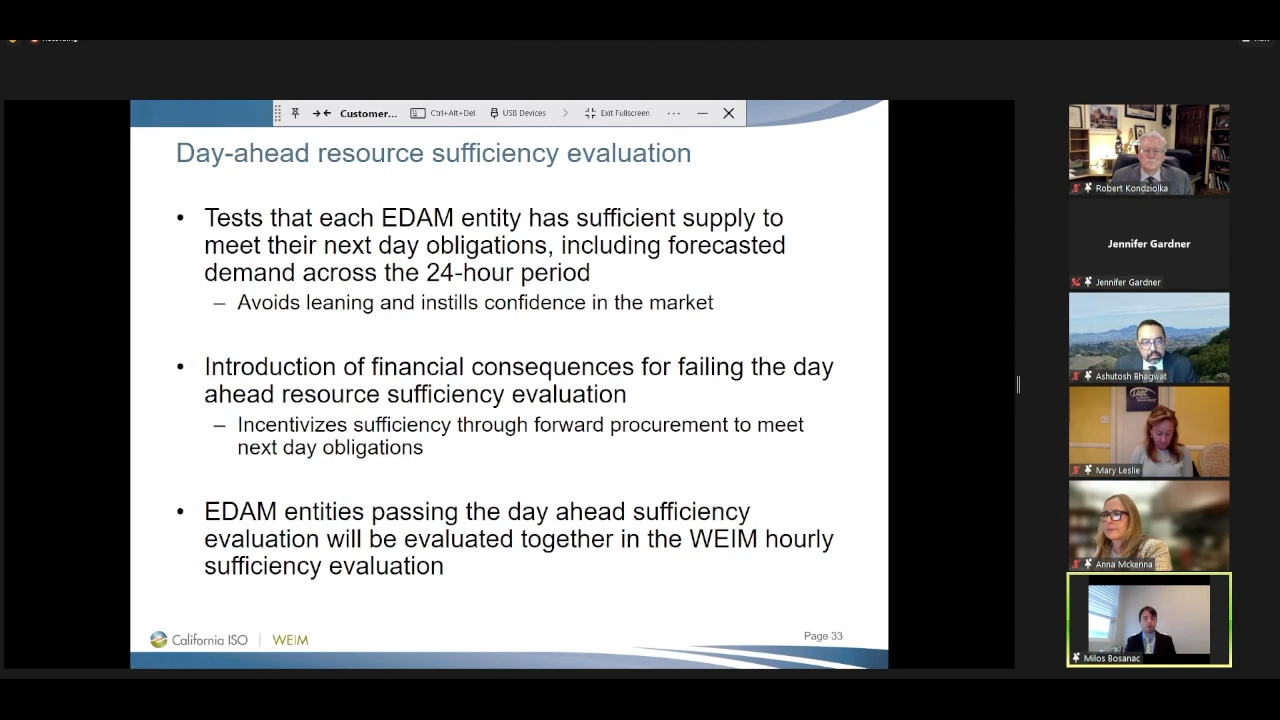 Customer...
Ctrl+Alt+Del
USB Devices
Exit Fullscreen
Day-ahead resource sufficiency evaluation
• Tests that each EDAM entity has sufficient supply to
meet their next day obligations, including forecasted
demand across the 24-hour period
– Avoids leaning and instills confidence in the market
• Introduction of financial consequences for failing the day
ahead resource sufficiency evaluation
– Incentivizes sufficiency through forward procurement to meet
next day obligations
• EDAM entities passing the day ahead sufficiency
evaluation will be evaluated together in the WEIM hourly
sufficiency evaluation
California ISO | WEIM
Page 33
Robert Kondziolka
Jennifer Gardner
Jennifer Gardner
Ashutosh Bhagwat
Mary Leslie
Anna Mckenna
Milos Bosanac